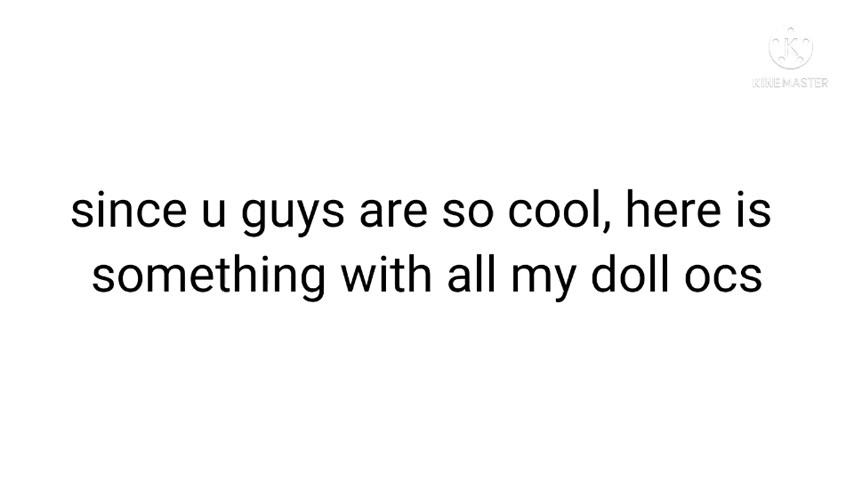 KINEMASTER
since u guys are so cool, here is
something with all my doll ocs